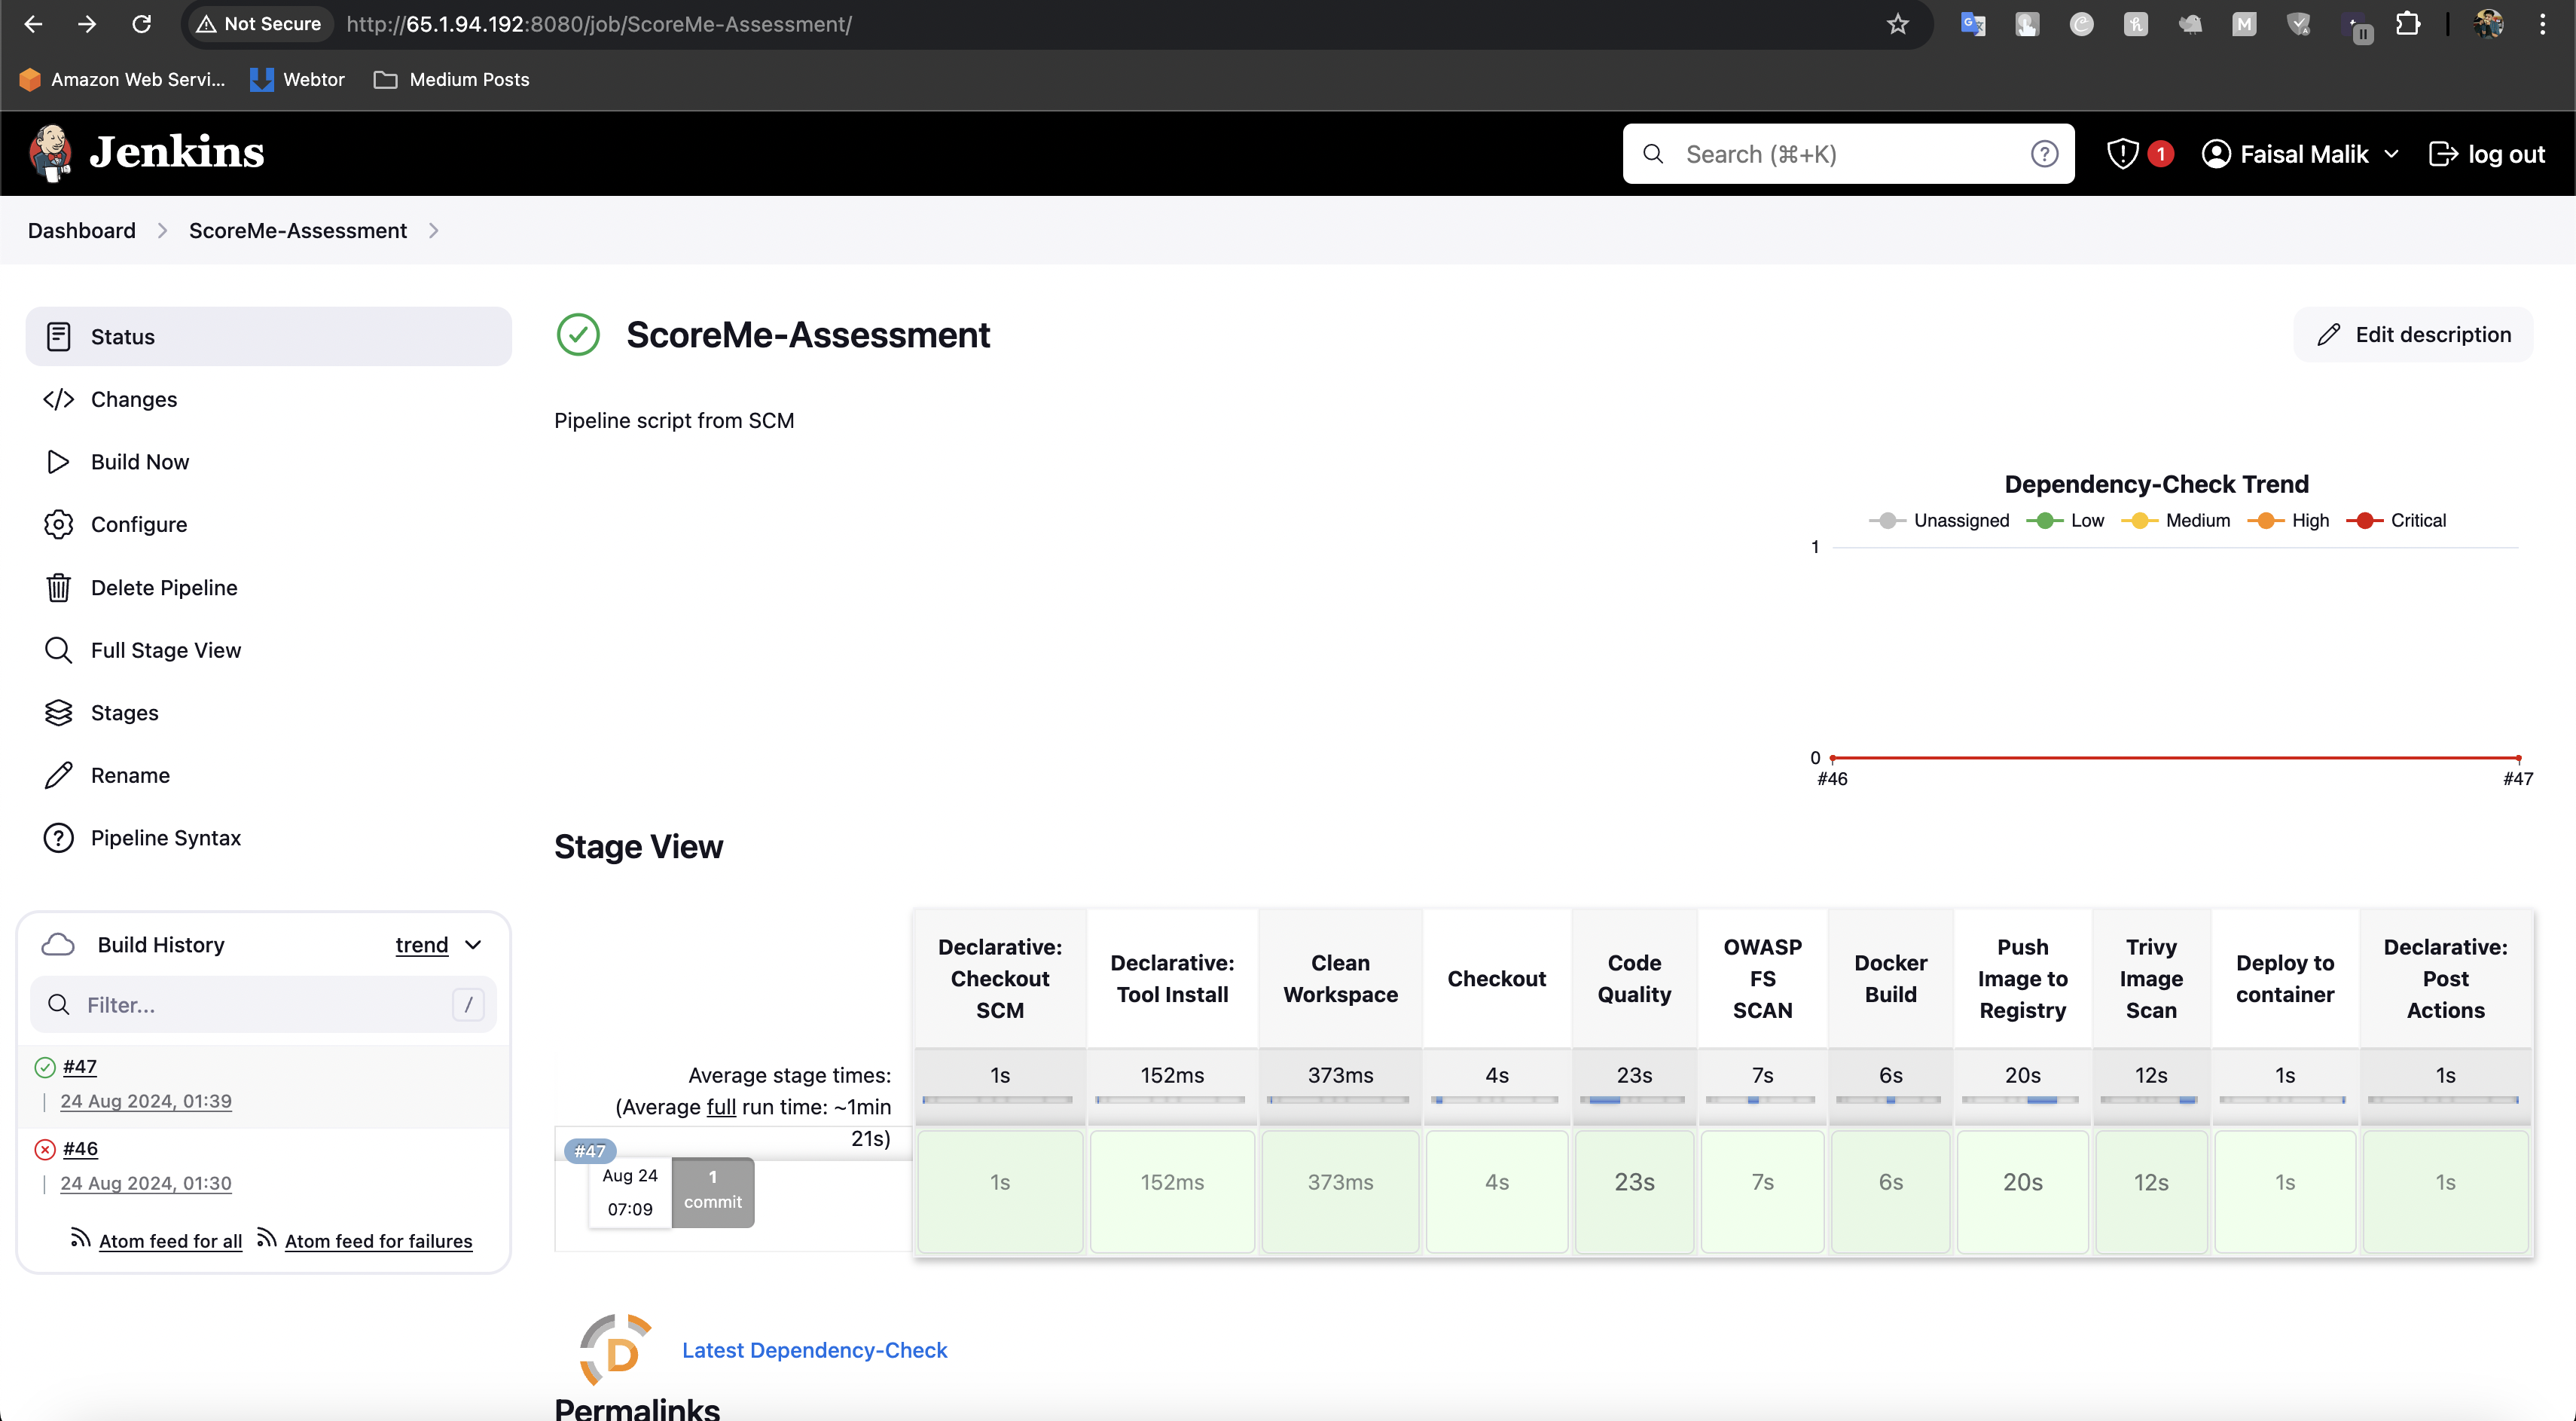 Not Secure
http://65.1.94.192:8080/job/ScoreMe-Assessment/
Amazon Web Servi...
Webtor
Medium Posts
Jenkins
Search (⌘+K)
1
Faisal Malik
log out
Dashboard
ScoreMe-Assessment
Status
Changes
Build Now
Configure
Delete Pipeline
Full Stage View
Stages
Rename
Pipeline Syntax
Build History
trend
Filter...
/
#47
24 Aug 2024, 01:39
#46
24 Aug 2024, 01:30
Atom feed for all
Atom feed for failures
ScoreMe-Assessment
Edit description
Pipeline script from SCM
Dependency-Check Trend
Unassigned Low Medium High Critical
1
0
#46
#47
Stage View
Declarative:
Checkout
SCM
Declarative:
Tool Install
Clean
Workspace
Checkout
Code
Quality
OWASP
FS
SCAN
Docker
Build
Push
Image to
Registry
Trivy
Image
Scan
Deploy to
container
Declarative:
Post
Actions
Average stage times:
(Average full run time: ~1min
21s)
1s 152ms 373ms 4s 23s 7s 6s 20s 12s 1s 1s
#47
Aug 24
07:09
1
commit
1s 152ms 373ms 4s 23s 7s 6s 20s 12s 1s 1s
D
Latest Dependency-Check
Permalinks